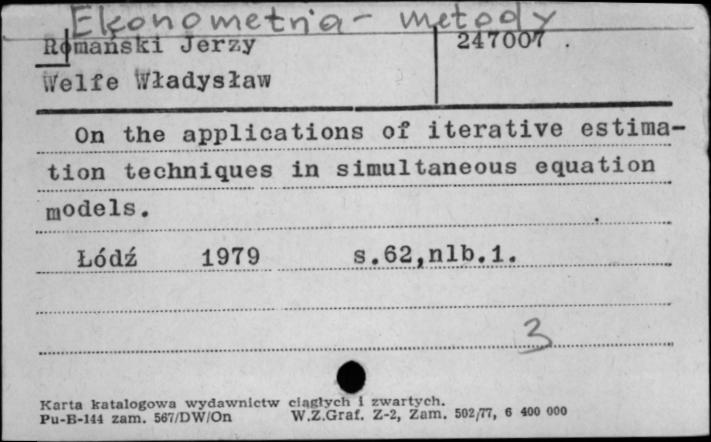 Ekonometria - metody
Romański Jerzy 247007
Welfe Władysław
On the applications of iterative estima-
tion techniques in simultaneous equation
models.
Łódź 1979 s.62,nlb.1.
3
Karta katalogowa wydawnictw ciągłych i zwartych.
Pu-B-144 zam. 567/DW/On W.Z.Graf. Z-2, Zam. 502/77, 6 400 000